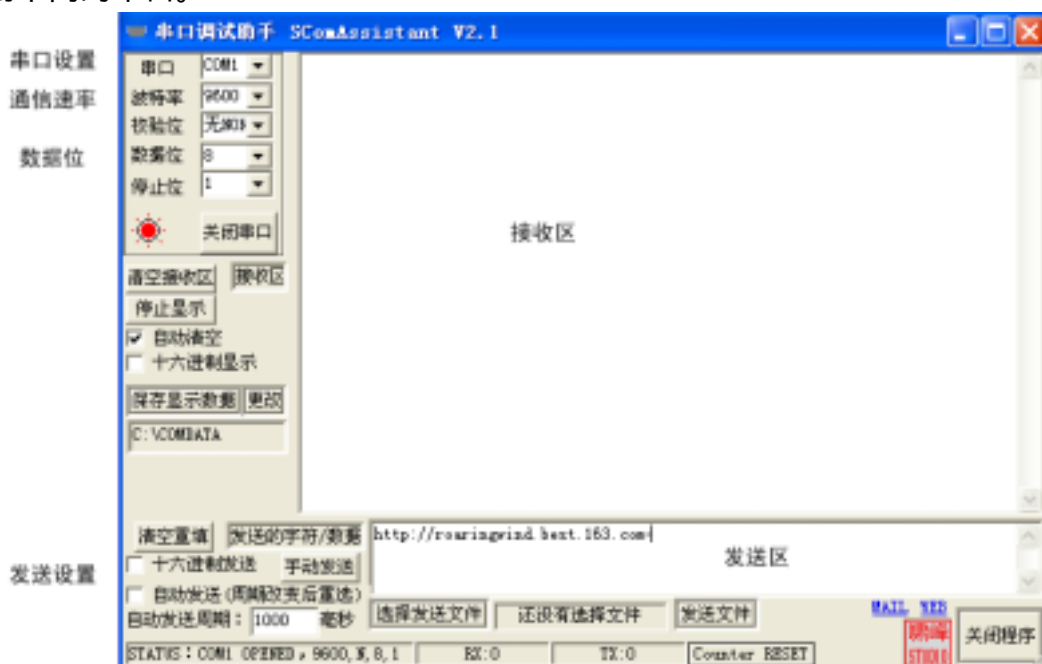 串口调试助手 SComAssistant V2.1
串口设置
串口 COM1
通信速率
波特率 9600
校验位 无NON
数据位
数据位 8
停止位 1
关闭串口
接收区
清空接收区 接收区
停止显示
自动清空
十六进制显示
保存显示数据 更改
C:\COMDATA
清空重填 发送的字符/数据 http://roaringwind.best.163.com
发送区
发送设置
十六进制发送 手动发送
自动发送(周期改变后重选)
自动发送周期: 1000 毫秒 选择发送文件 还没有选择文件 发送文件
MAIL WEB
STUDIO
关闭程序
STATUS:COM1 OPENED, 9600,N,8,1 RX:0 TX:0 Counter RESET